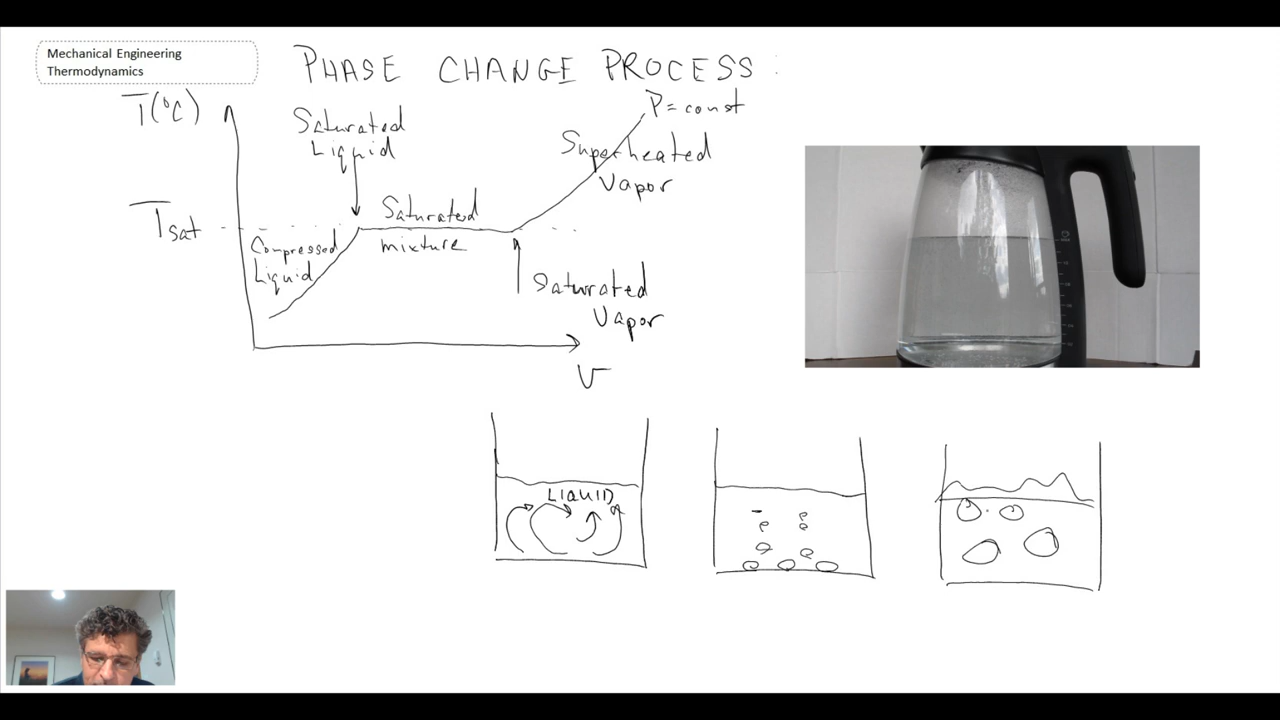 Mechanical Engineering
Thermodynamics
PHASE CHANGE PROCESS:
T(°C)
Saturated
Liquid
P = const
Superheated
Vapor
Tsat
Saturated
mixture
Compressed
Liquid
Saturated
Vapor
V
LIQUID